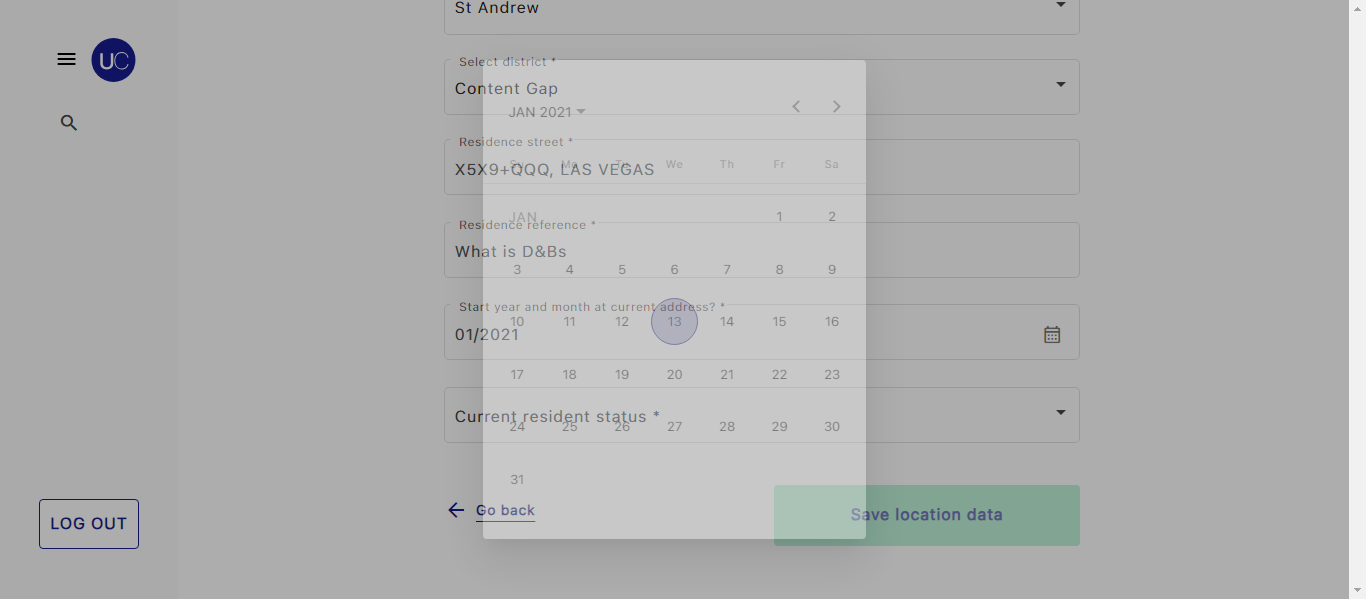 St Andrew
UC
Select district *
Content Gap
JAN 2021
Residence street *
Su Mo Tu We Th Fr Sa
X5X9+QQQ, LAS VEGAS
JAN 1 2
Residence reference *
What is D&Bs
3 4 5 6 7 8 9
Start year and month at current address? *
10 11 12 13 14 15 16
01/2021
17 18 19 20 21 22 23
Current resident status *
24 25 26 27 28 29 30
31
Go back
Save location data
LOG OUT